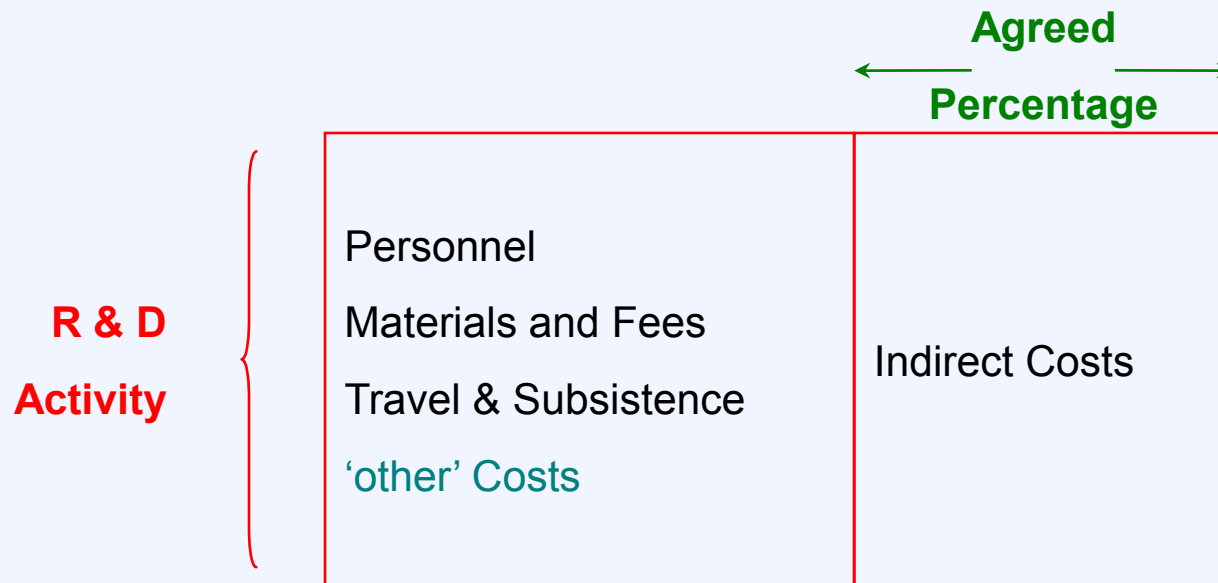 Agreed
Percentage
R & D
Activity
Personnel
Materials and Fees
Travel & Subsistence
‘other’ Costs
Indirect Costs